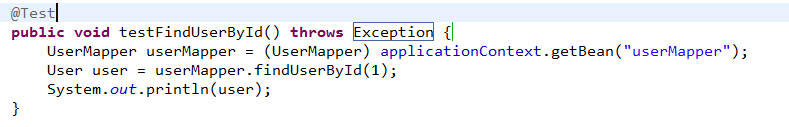 @Test
public void testFindUserById() throws Exception {
    UserMapper userMapper = (UserMapper) applicationContext.getBean("userMapper");
    User user = userMapper.findUserById(1);
    System.out.println(user);
}